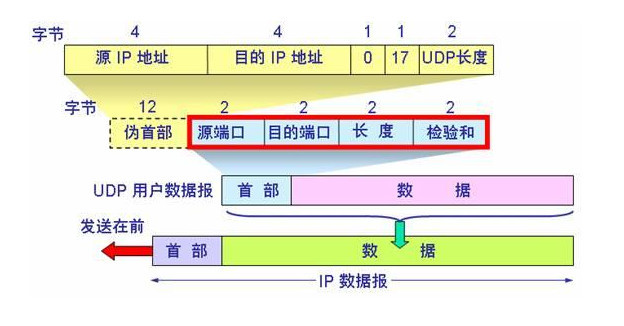 字节 4 4 1 1 2
源 IP 地址 目的 IP 地址 0 17 UDP长度
字节 12 2 2 2 2
伪首部 源端口 目的端口 长 度 检验和
UDP 用户数据报 首 部 数 据
发送在前
首 部 数 据
IP 数据报